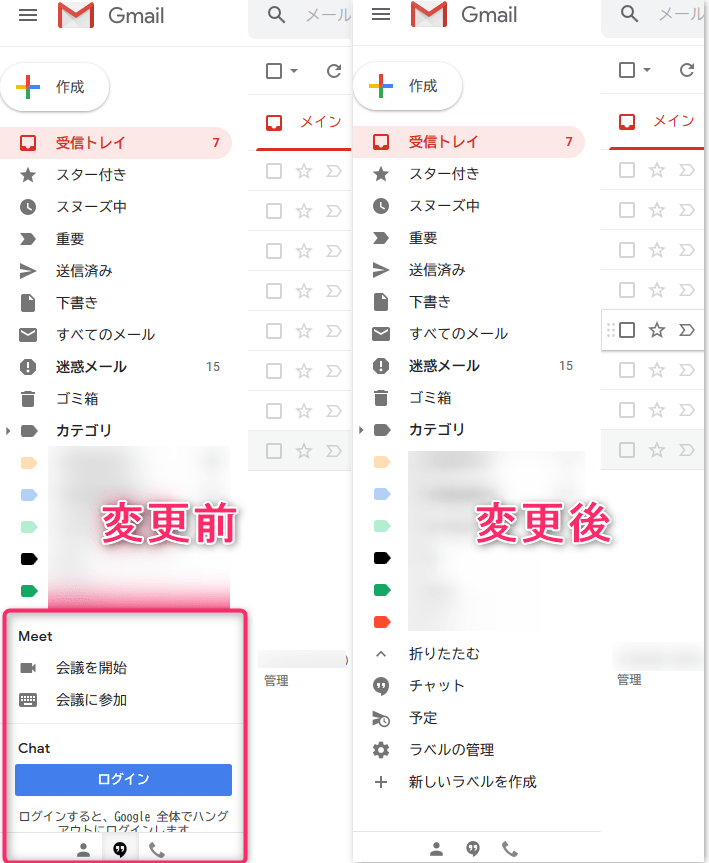 Gmail
メール
作成
メイン
受信トレイ 7
スター付き
スヌーズ中
重要
送信済み
下書き
すべてのメール
迷惑メール 15
ゴミ箱
カテゴリ
変更前
Meet
会議を開始
会議に参加
管理
Chat
ログイン
ログインすると、Google 全体でハング
アウトにログインします
Gmail
メール
作成
メイン
受信トレイ 7
スター付き
スヌーズ中
重要
送信済み
下書き
すべてのメール
迷惑メール 15
ゴミ箱
カテゴリ
変更後
折りたたむ
チャット
管理
予定
ラベルの管理
新しいラベルを作成